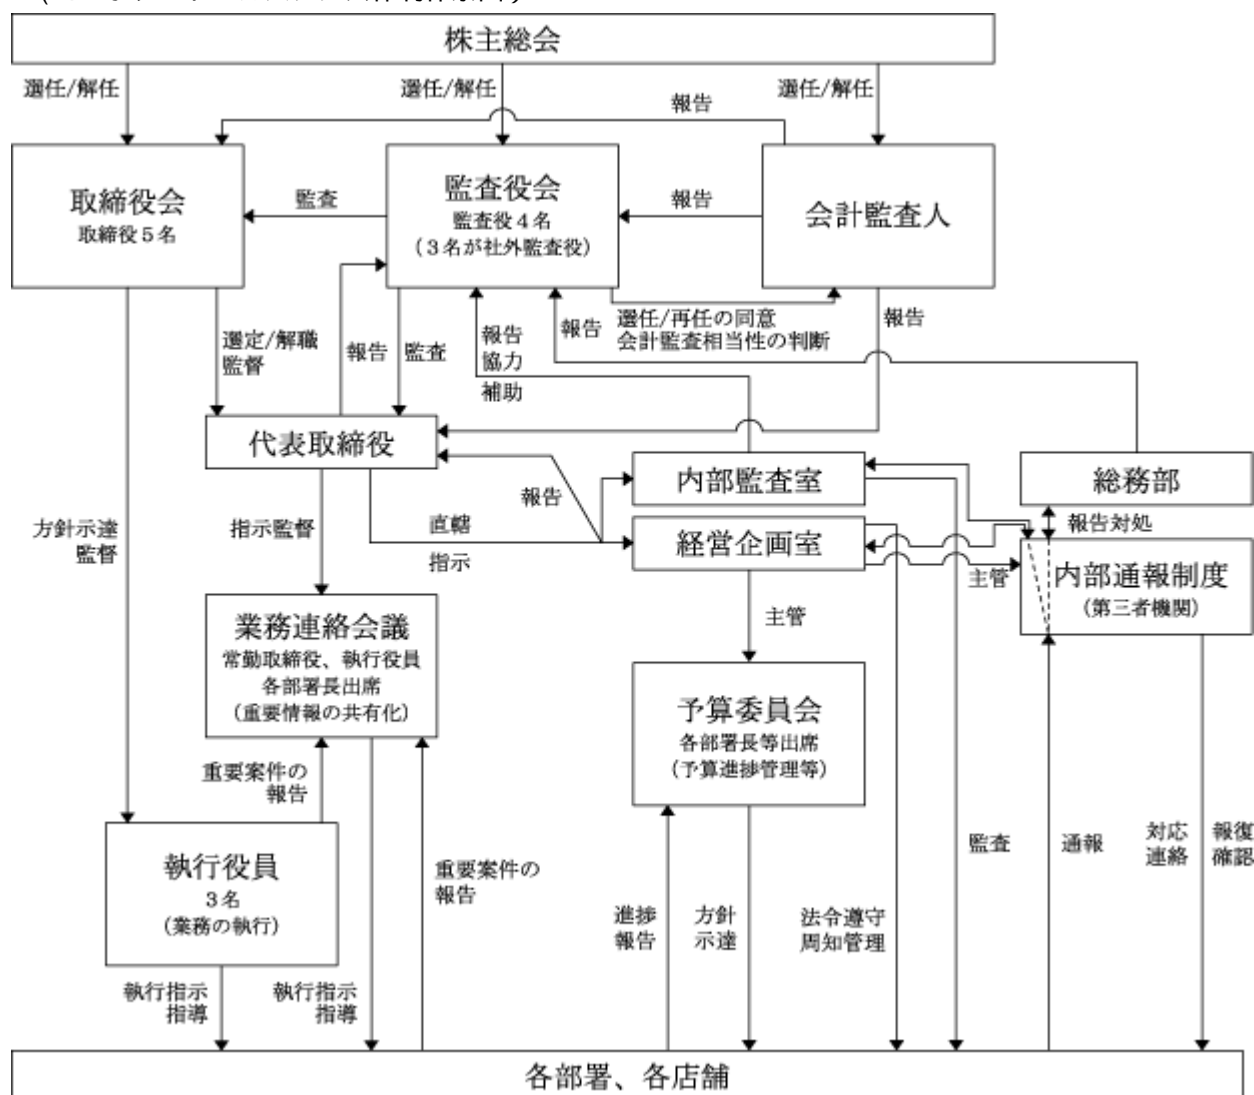 株主総会
選任/解任
選任/解任
選任/解任
報告
取締役会
取締役５名
監査
監査役会
監査役４名
(３名が社外監査役)
報告
会計監査人
選定/解職
監督
報告
監査
報告
協力
補助
報告
選任/再任の同意
会計監査相当性の判断
報告
代表取締役
内部監査室
総務部
報告
方針示達
監督
指示監督
直轄
指示
経営企画室
報告対処
主管
内部通報制度
(第三者機関)
業務連絡会議
常勤取締役、執行役員
各部署長出席
(重要情報の共有化)
主管
予算委員会
各部署長等出席
(予算進捗管理等)
重要案件の
報告
執行役員
３名
(業務の執行)
重要案件の
報告
進捗
報告
方針
示達
法令遵守
周知管理
監査
通報
対応
連絡
報復
確認
執行指示
指導
執行指示
指導
各部署、各店舗